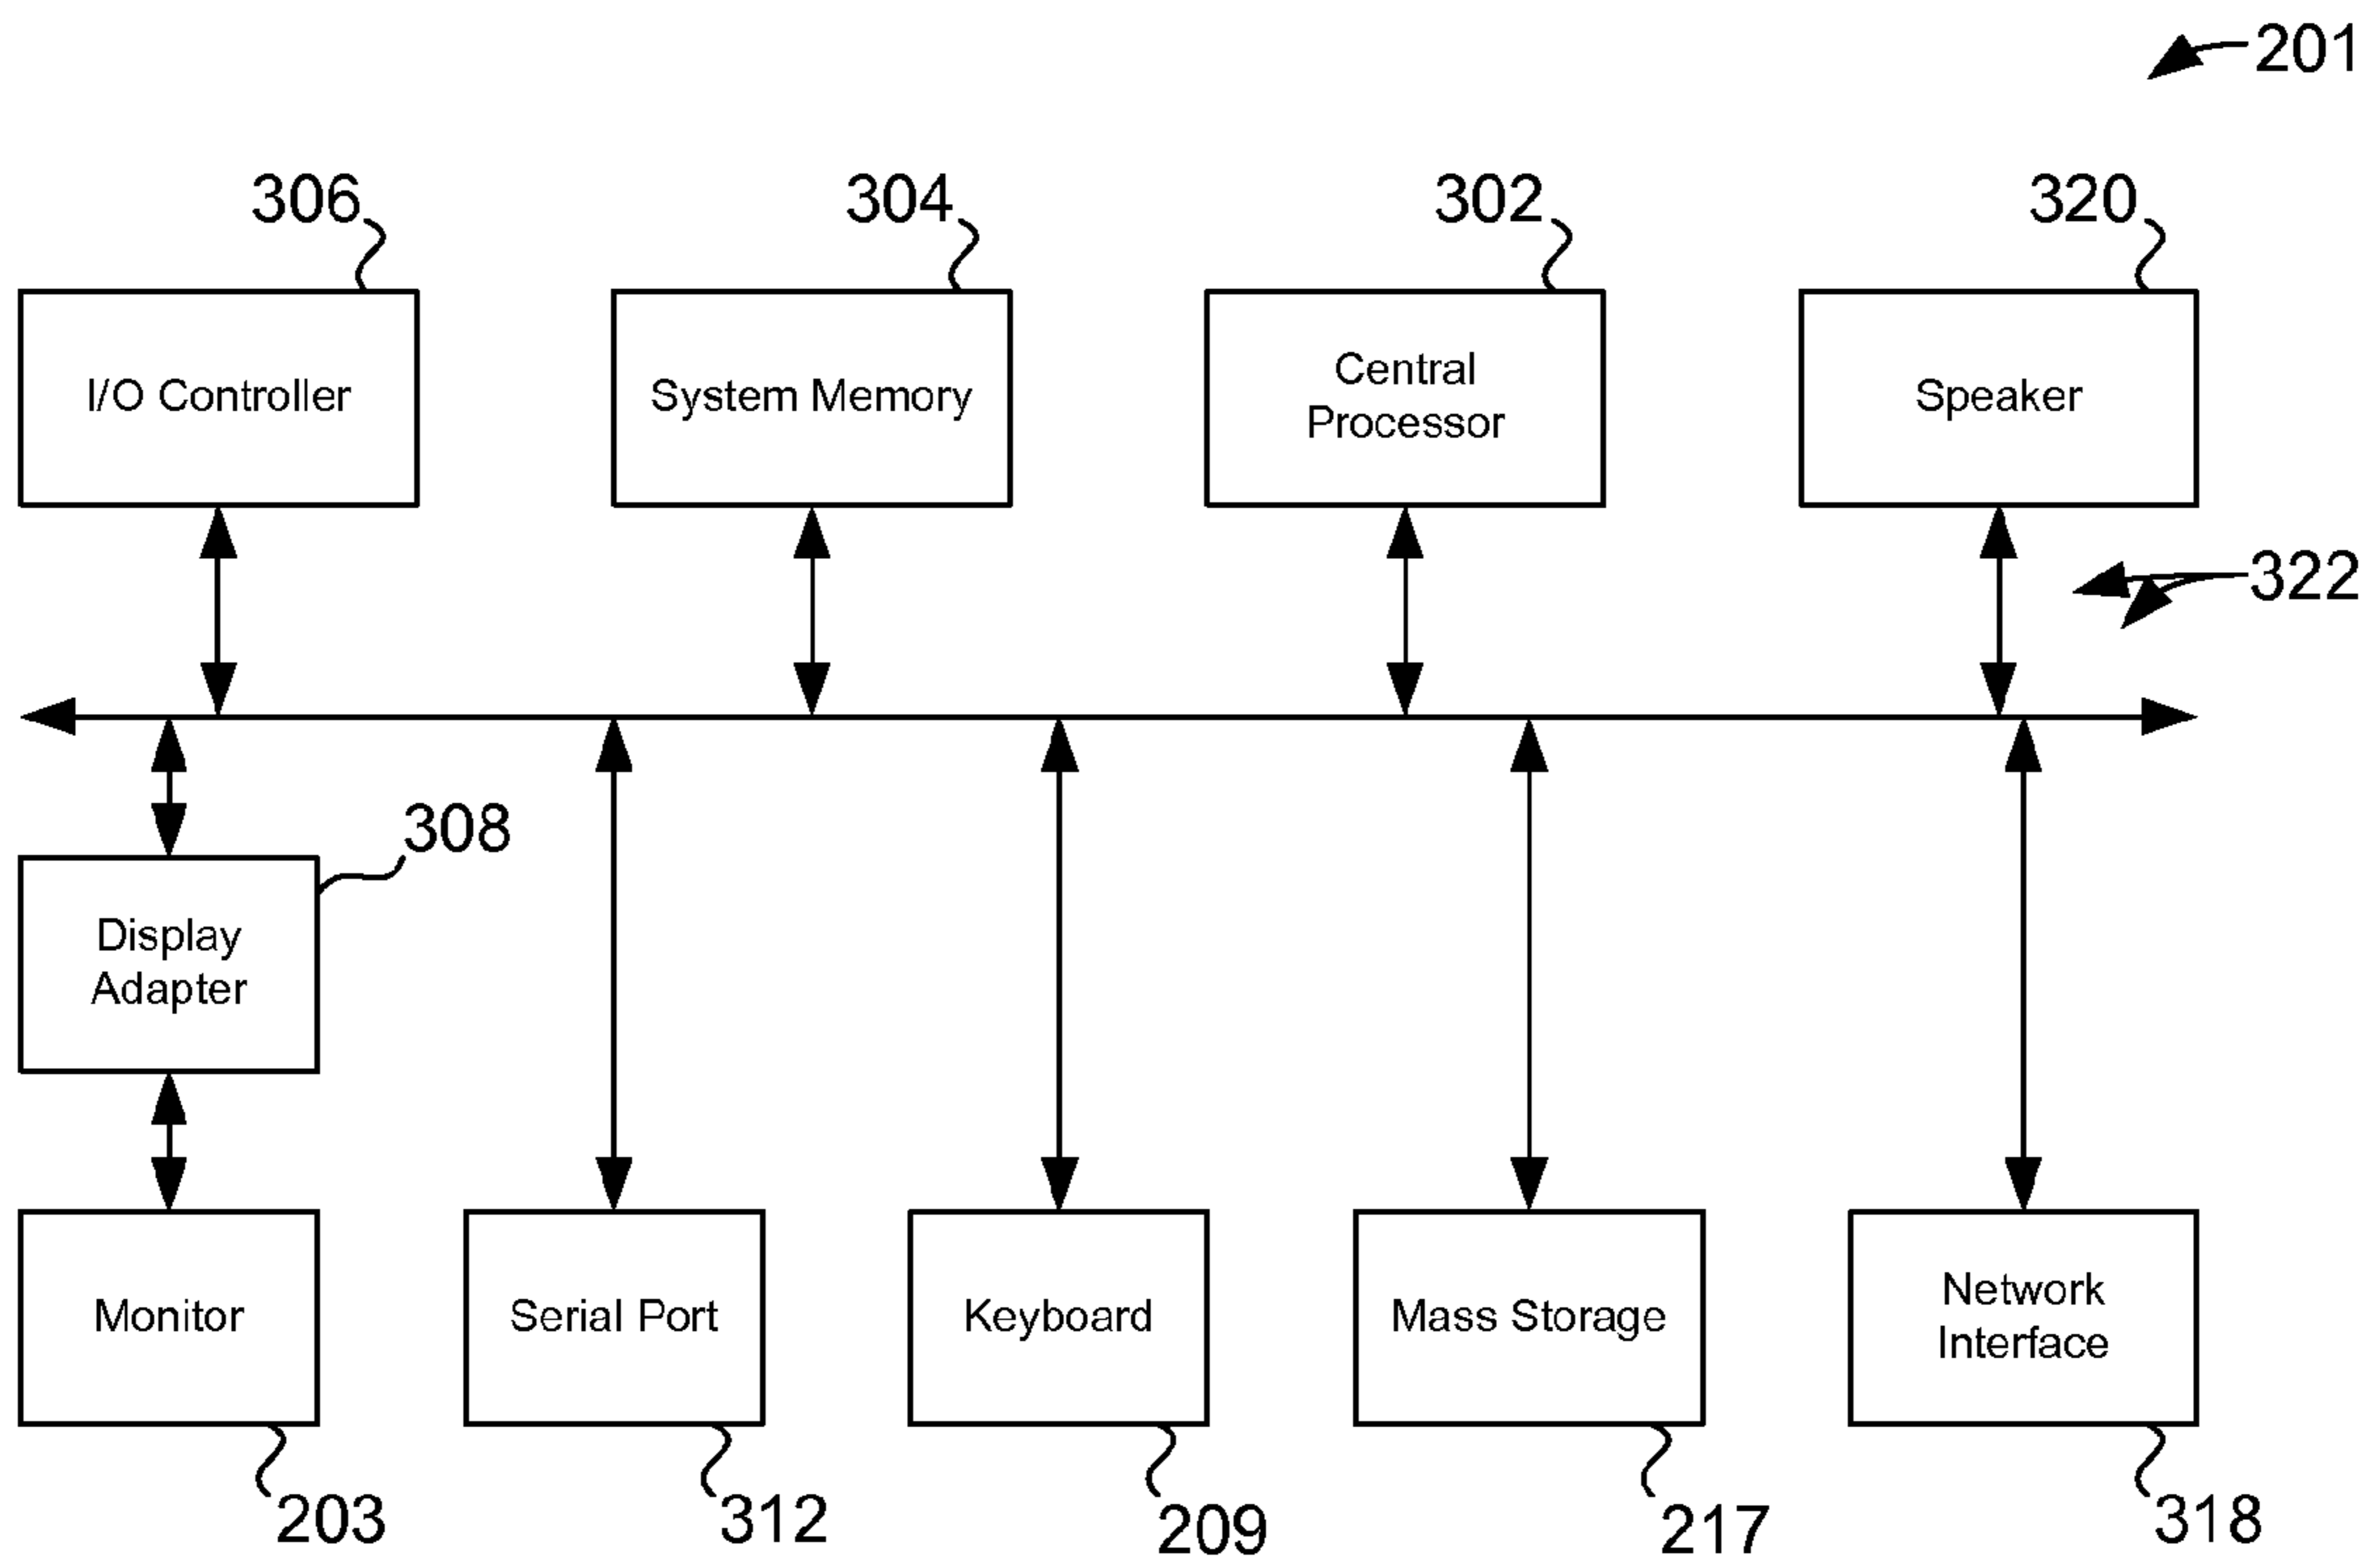 201
306
304
302
320
I/O Controller
System Memory
Central
Processor
Speaker
322
308
Display
Adapter
Monitor
Serial Port
Keyboard
Mass Storage
Network
Interface
203
312
209
217
318